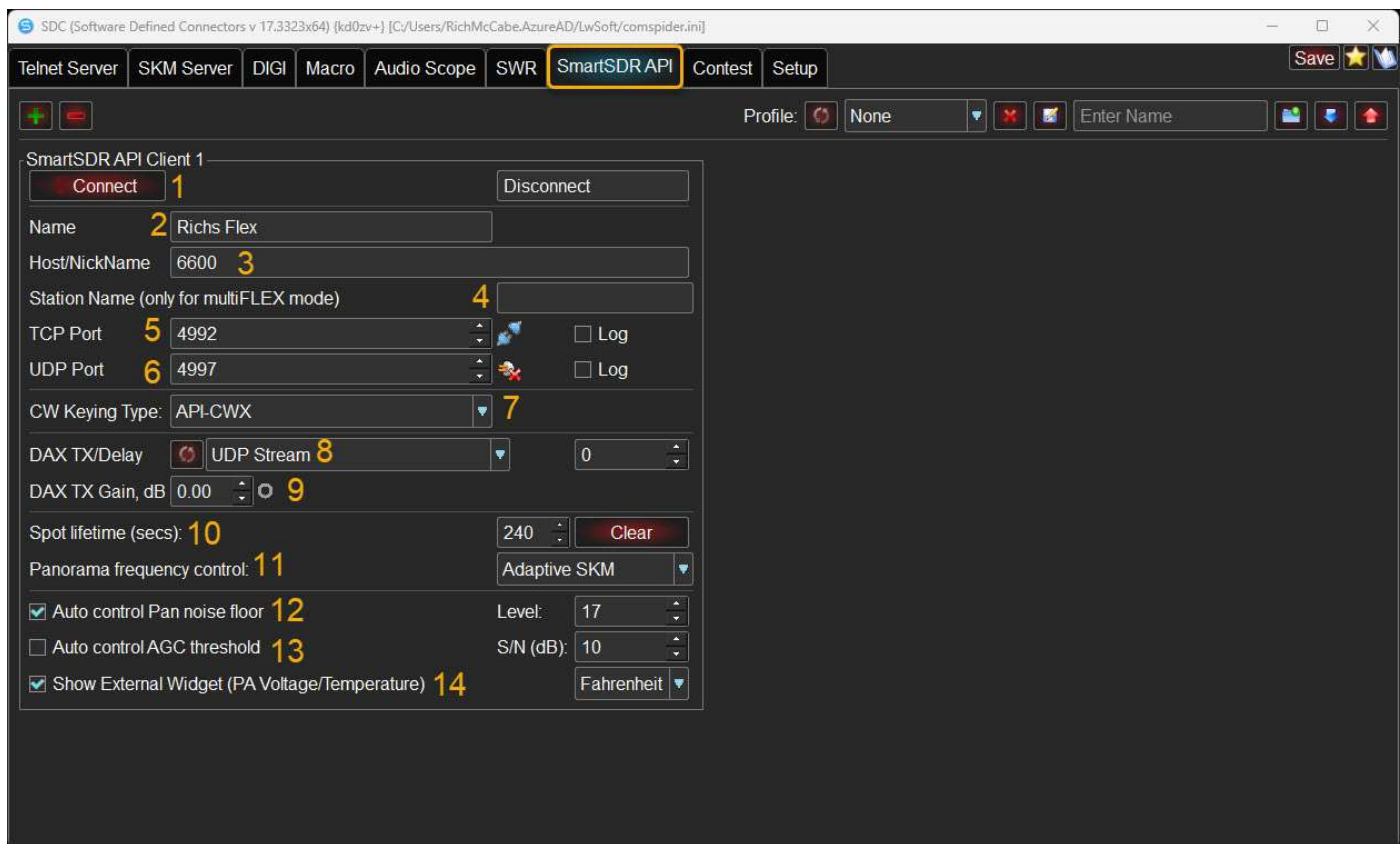 SDC (Software Defined Connectors v 17.3323x64) {kd0zv+} [C:/Users/RichMcCabe.AzureAD/LwSoft/comspider.ini]
Telnet Server SKM Server DIGI Macro Audio Scope SWR SmartSDR API Contest Setup Save
Profile: None Enter Name
SmartSDR API Client 1
Connect 1 Disconnect
Name 2 Richs Flex
Host/NickName 6600 3
Station Name (only for multiFLEX mode) 4
TCP Port 5 4992 Log
UDP Port 6 4997 Log
CW Keying Type: API-CWX 7
DAX TX/Delay UDP Stream 8 0
DAX TX Gain, dB 0.00 9
Spot lifetime (secs): 10 240 Clear
Panorama frequency control: 11 Adaptive SKM
Auto control Pan noise floor 12 Level: 17
Auto control AGC threshold 13 S/N (dB): 10
Show External Widget (PA Voltage/Temperature) 14 Fahrenheit